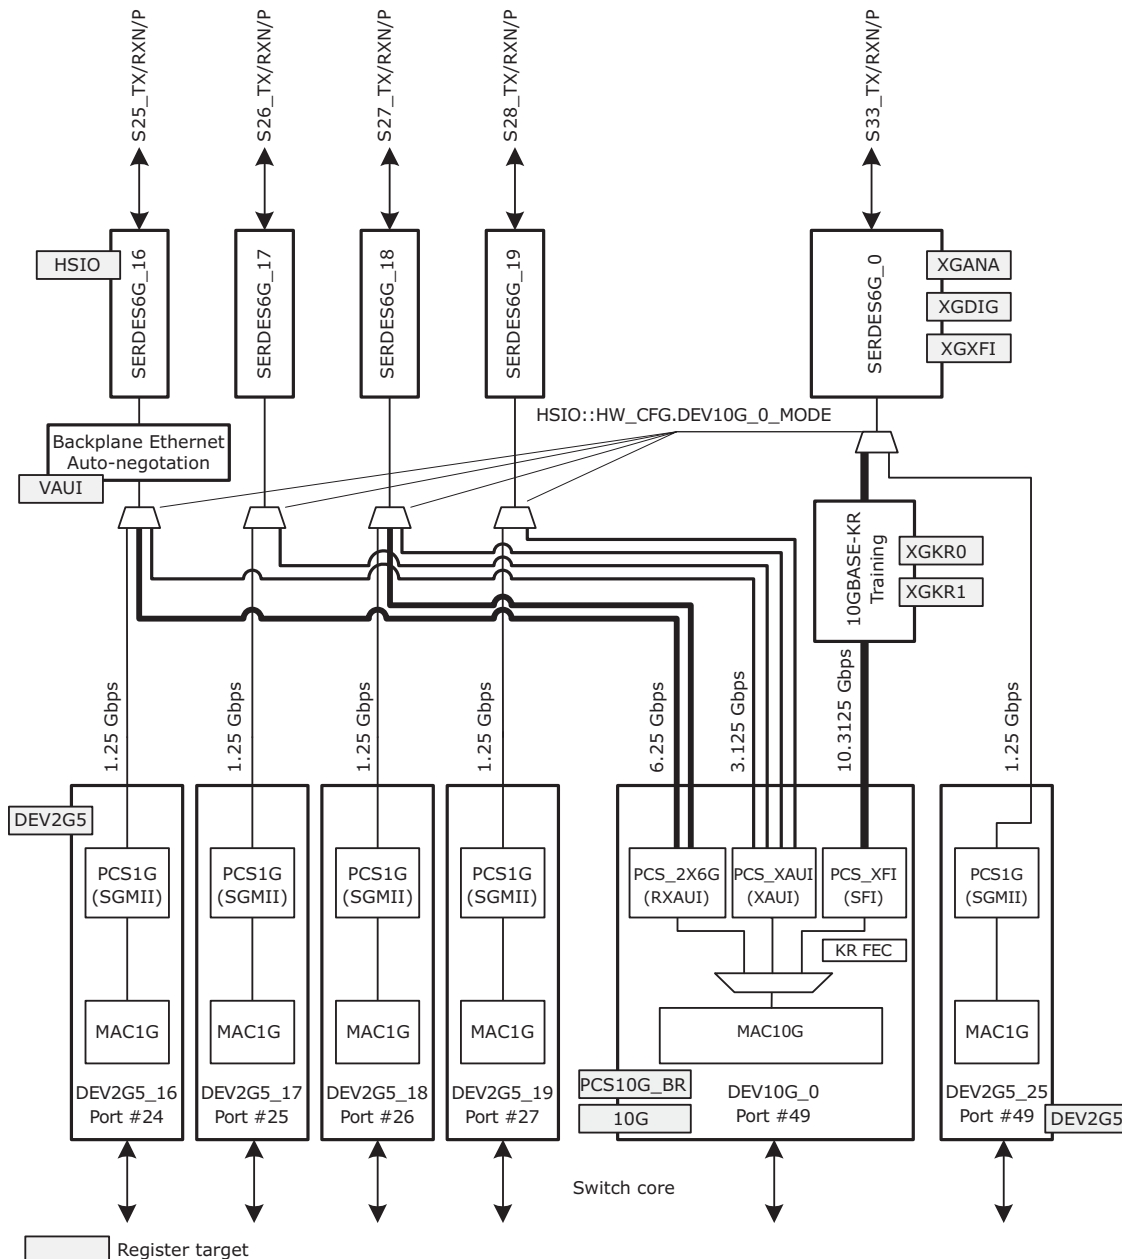 S25_TX/RXN/P
S26_TX/RXN/P
S27_TX/RXN/P
S28_TX/RXN/P
S33_TX/RXN/P
HSIO
SERDES6G_16
SERDES6G_17
SERDES6G_18
SERDES6G_19
SERDES6G_0
XGANA
XGDIG
XGXFI
HSIO::HW_CFG.DEV10G_0_MODE
Backplane Ethernet
Auto-negotation
VAUI
10GBASE-KR
Training
XGKR0
XGKR1
1.25 Gbps
1.25 Gbps
1.25 Gbps
1.25 Gbps
6.25 Gbps
3.125 Gbps
10.3125 Gbps
1.25 Gbps
DEV2G5
PCS1G
(SGMII)
PCS1G
(SGMII)
PCS1G
(SGMII)
PCS1G
(SGMII)
PCS_2X6G
(RXAUI)
PCS_XAUI
(XAUI)
PCS_XFI
(SFI)
PCS1G
(SGMII)
KR FEC
MAC1G
MAC1G
MAC1G
MAC1G
MAC10G
MAC1G
DEV2G5_16
Port #24
DEV2G5_17
Port #25
DEV2G5_18
Port #26
DEV2G5_19
Port #27
PCS10G_BR
10G
DEV10G_0
Port #49
DEV2G5_25
Port #49
DEV2G5
Switch core
Register target